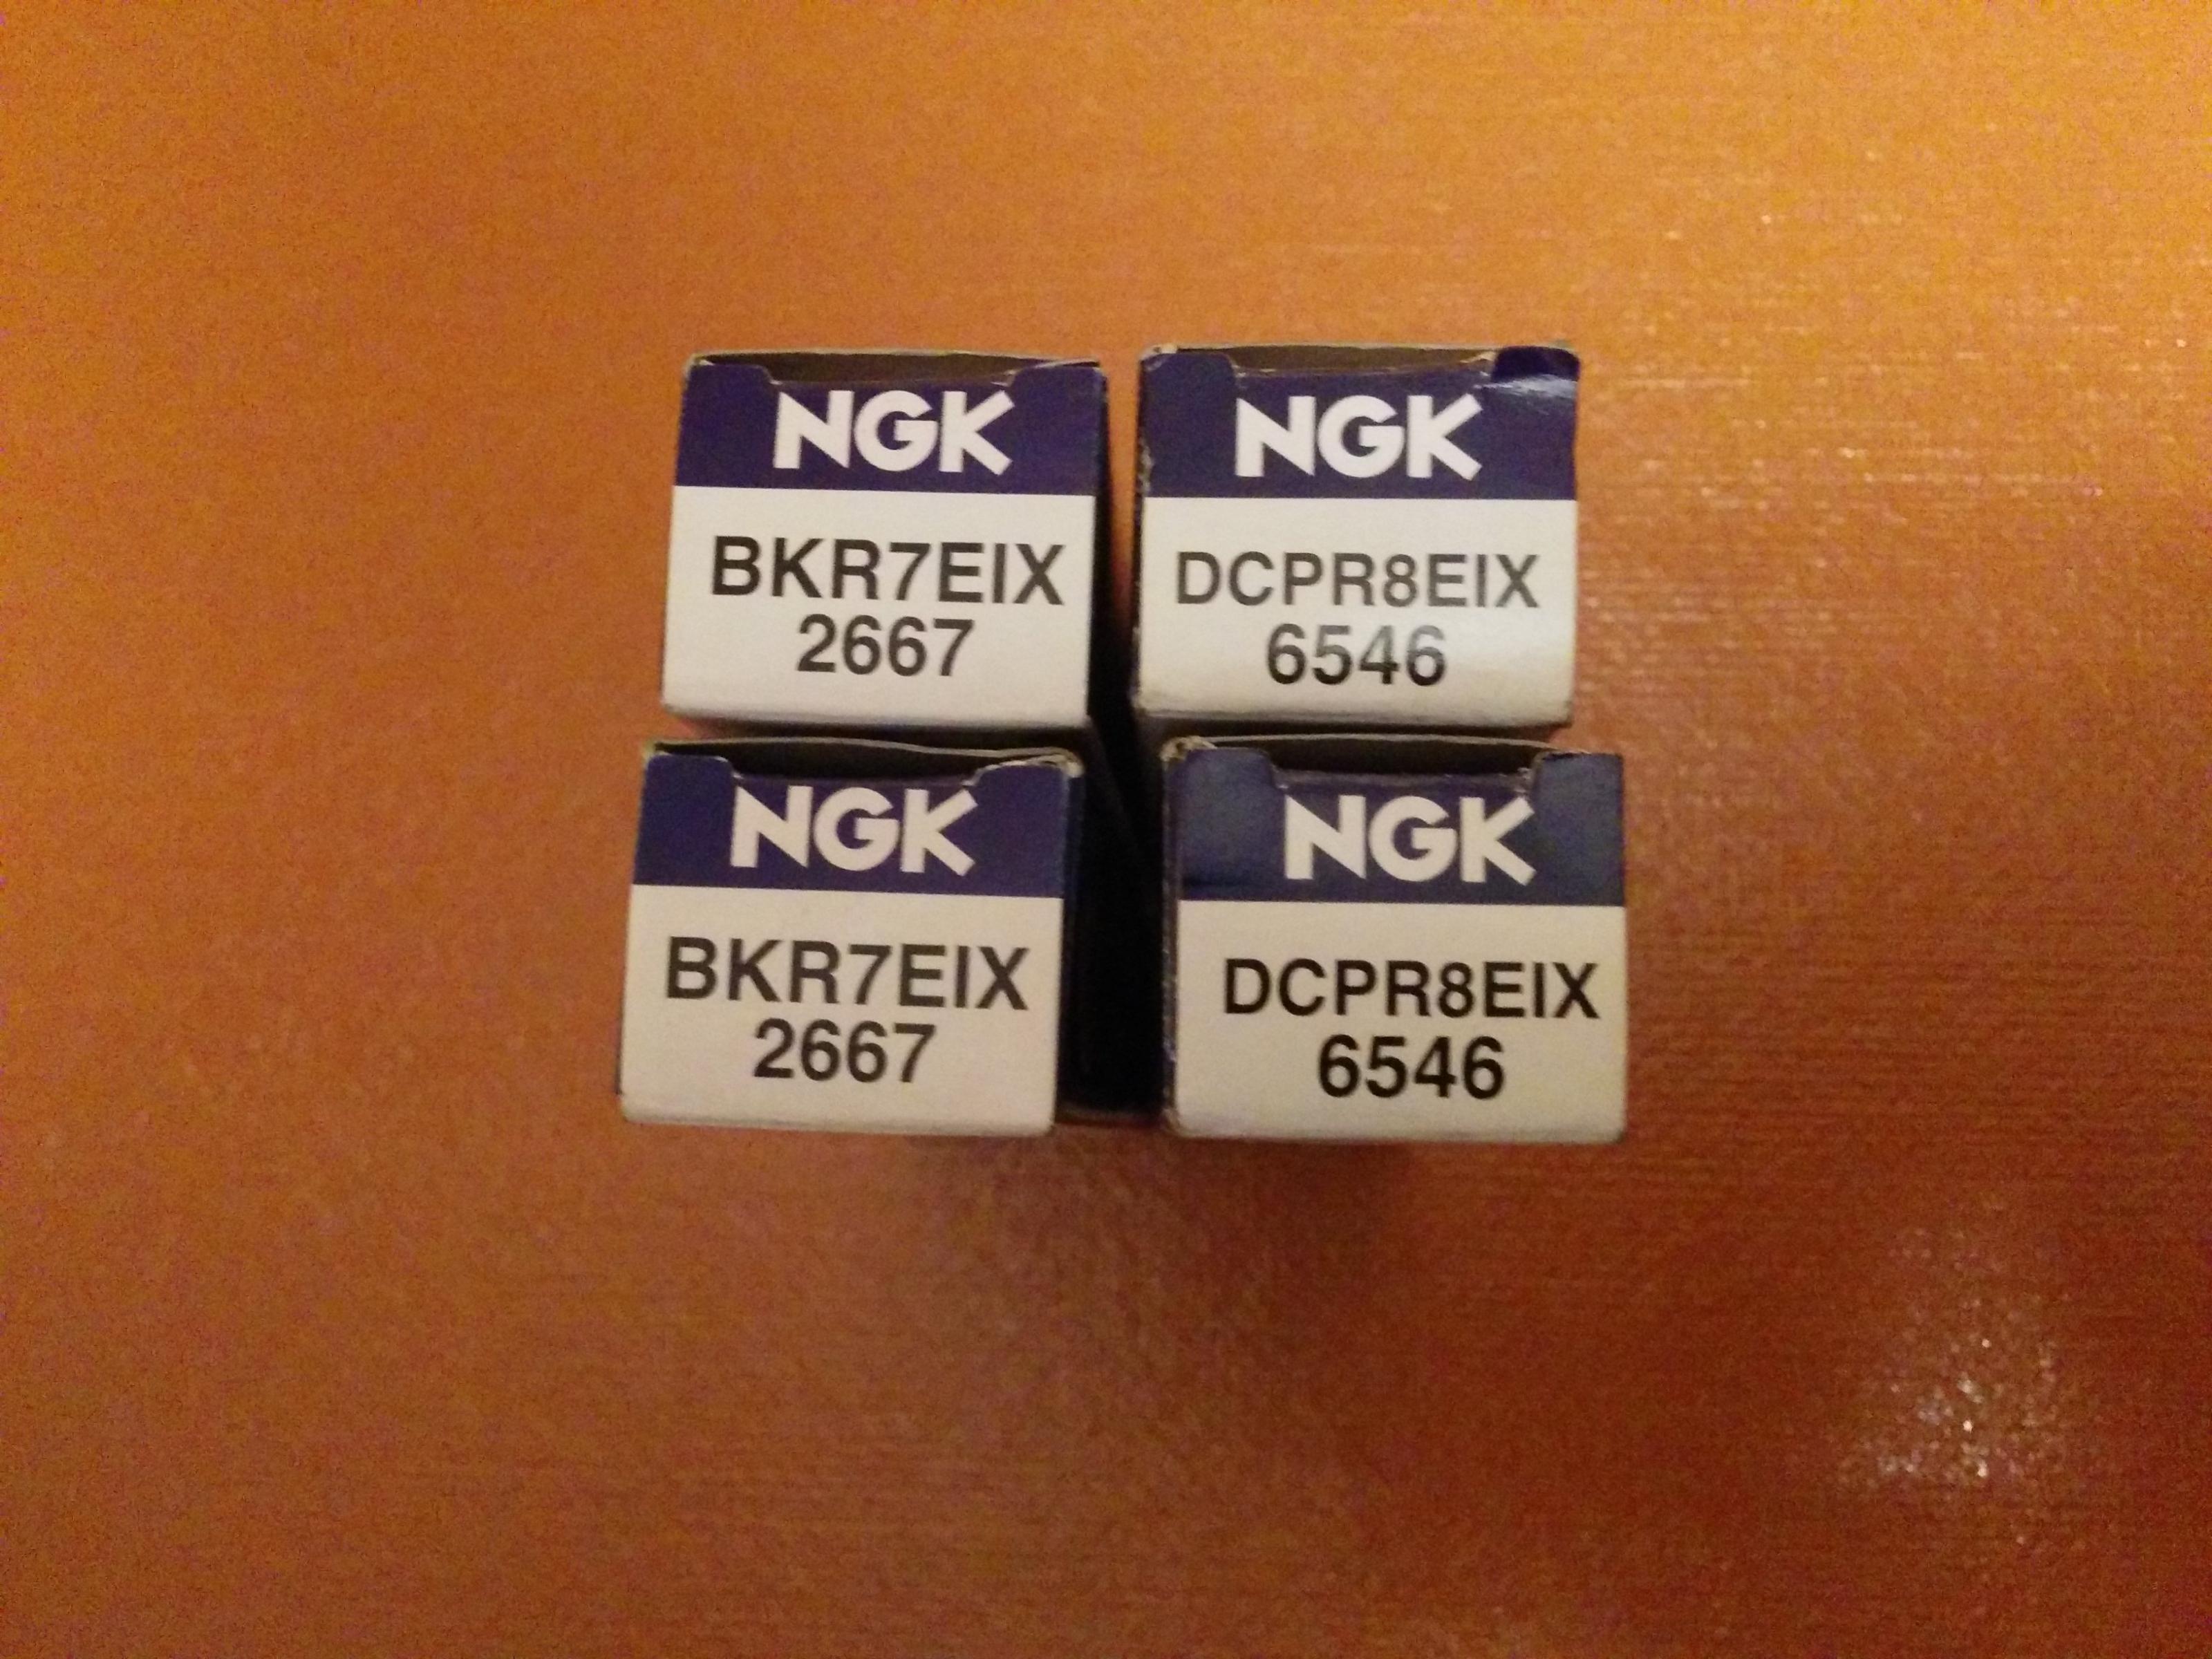 NGK
BKR7EIX
2667
NGK
DCPR8EIX
6546
NGK
BKR7EIX
2667
NGK
DCPR8EIX
6546